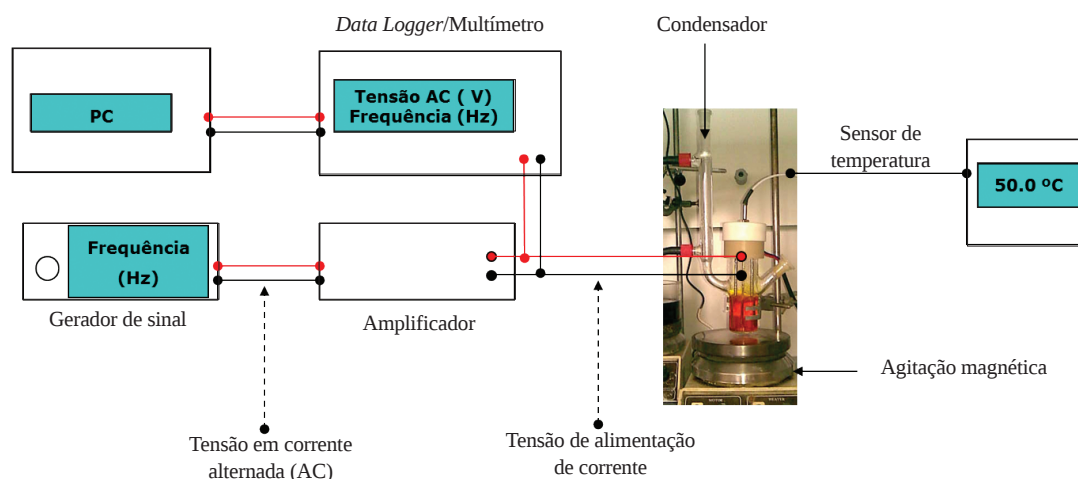 Data Logger/Multímetro
Condensador
PC
Tensão AC ( V)
Frequência (Hz)
Sensor de
temperatura
50.0 ºC
Frequência
(Hz)
Gerador de sinal
Amplificador
Agitação magnética
Tensão em corrente
alternada (AC)
Tensão de alimentação
de corrente